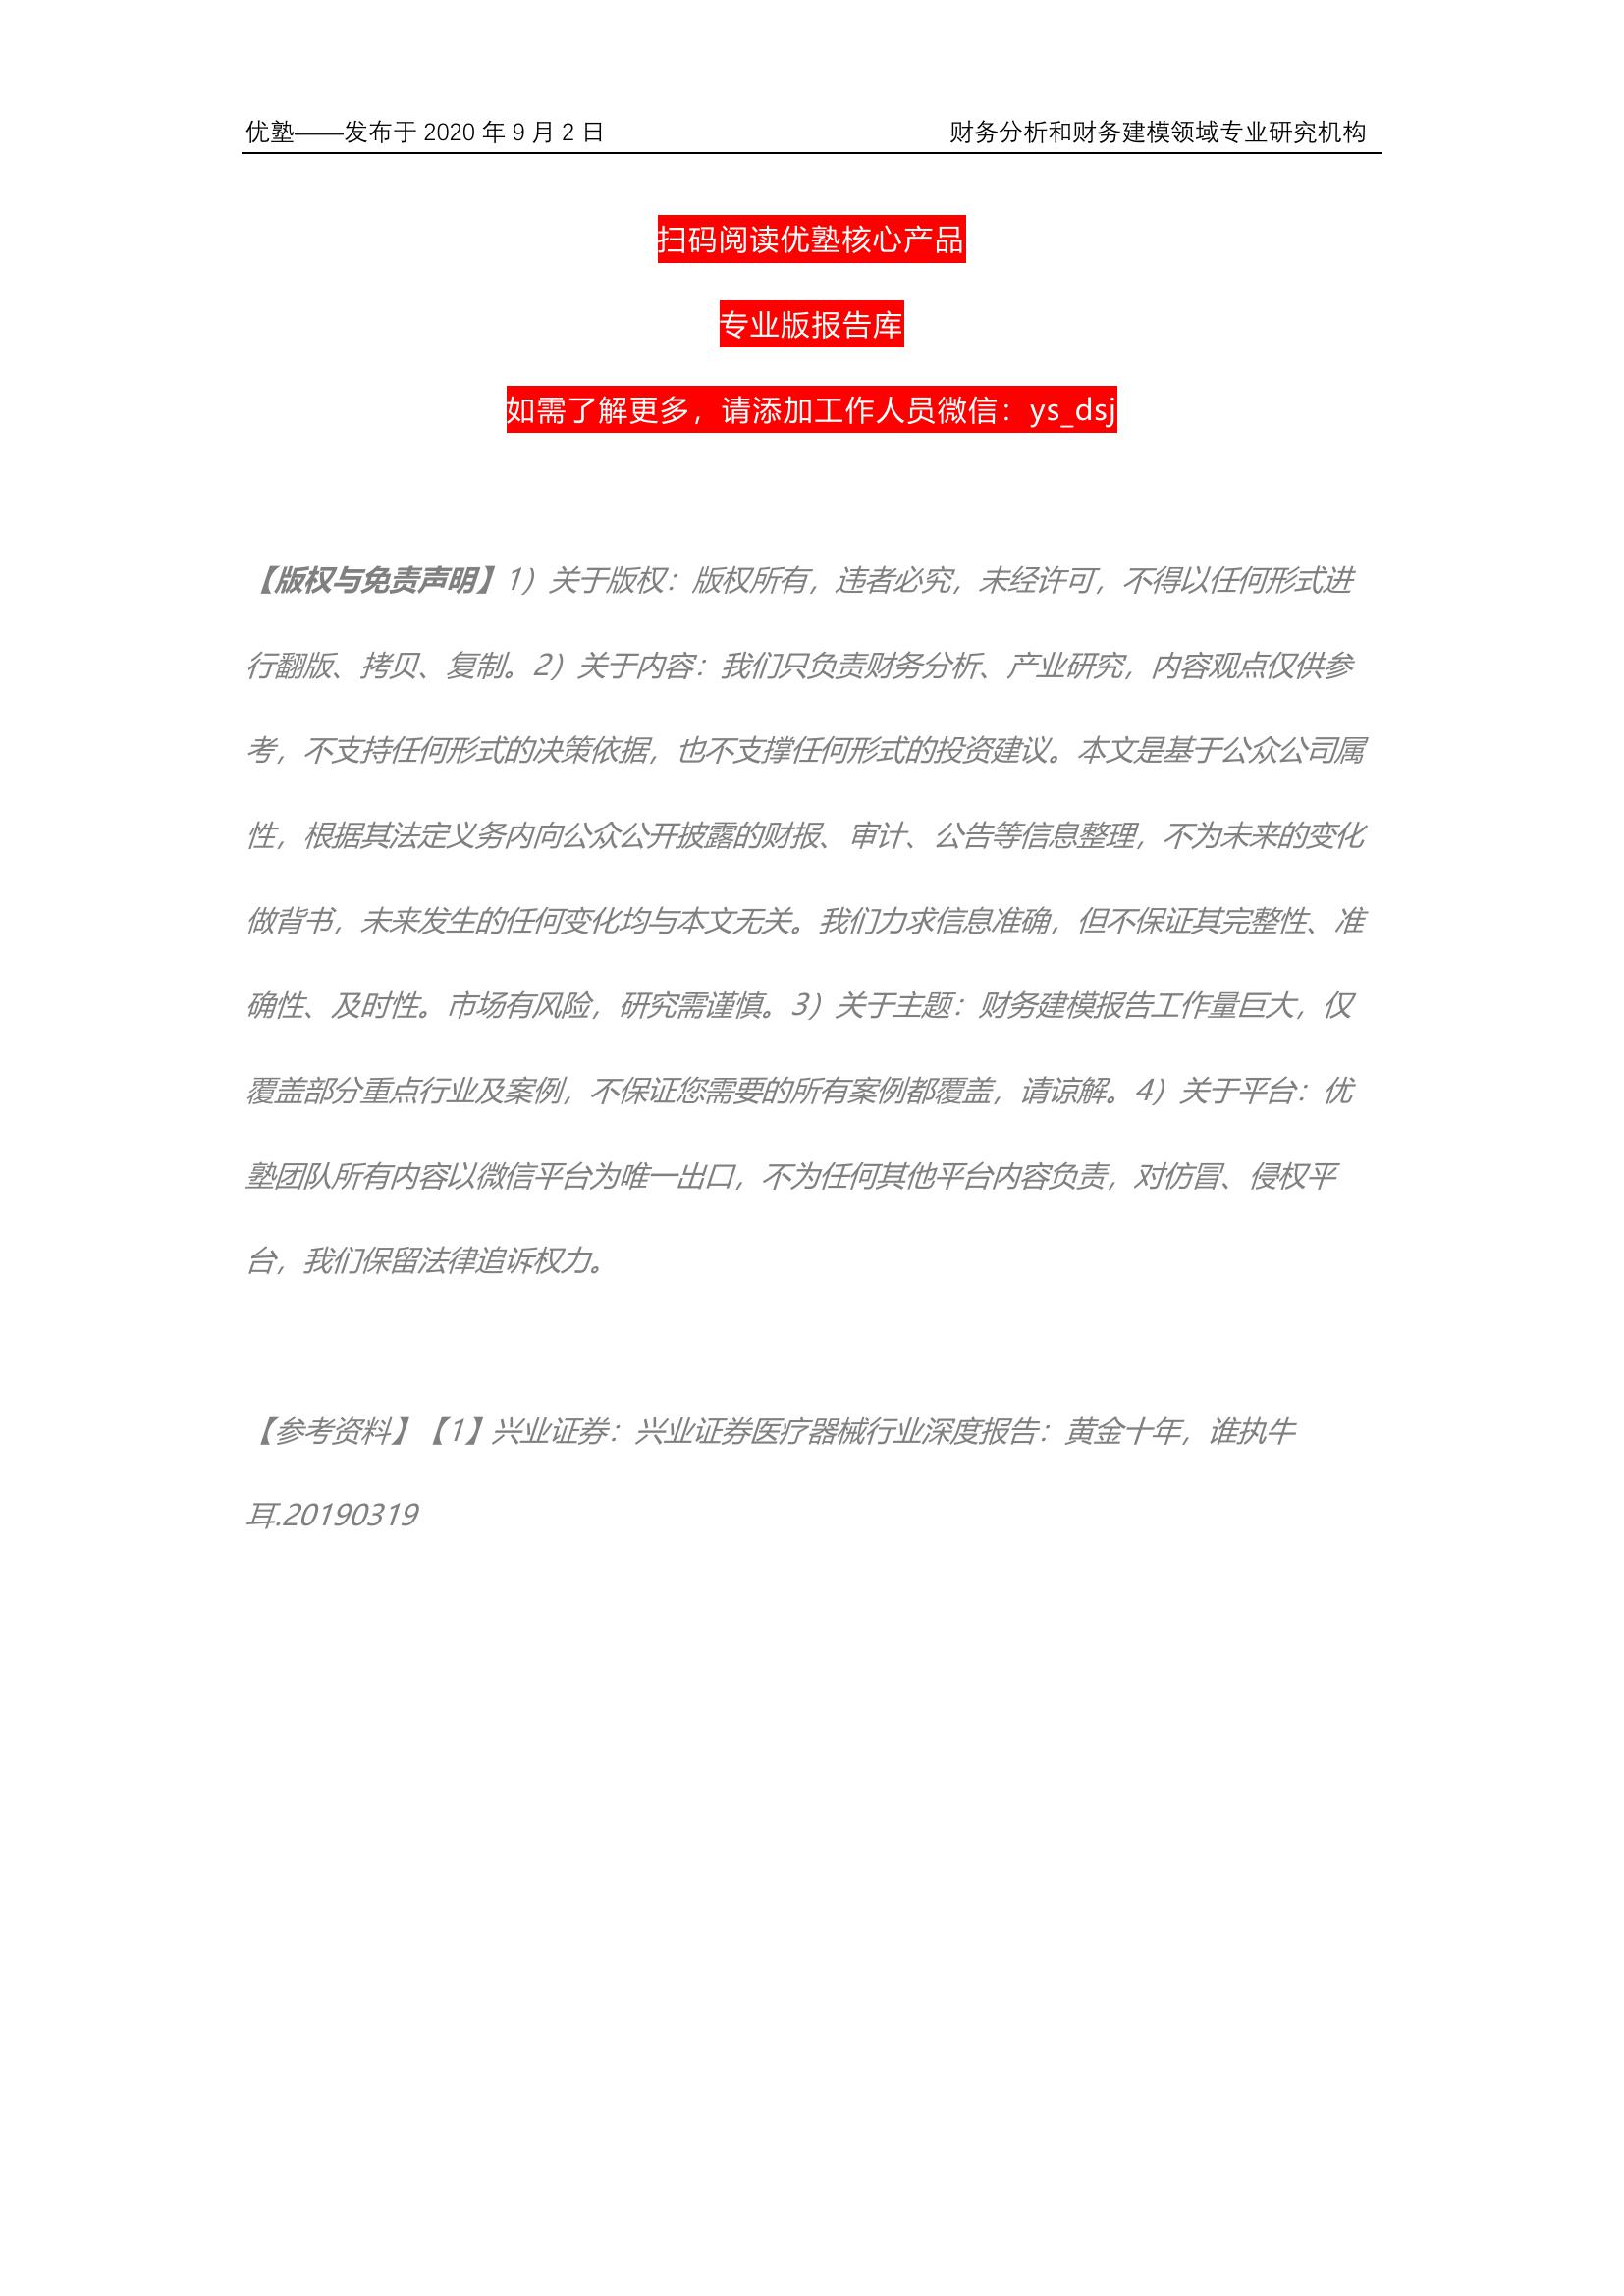 优塾——发布于 2020 年 9 月 2 日 财务分析和财务建模领域专业研究机构
扫码阅读优塾核心产品
专业版报告库
如需了解更多，请添加工作人员微信：ys_dsj
【版权与免责声明】1）关于版权：版权所有，违者必究，未经许可，不得以任何形式进
行翻版、拷贝、复制。2）关于内容：我们只负责财务分析、产业研究，内容观点仅供参
考，不支持任何形式的决策依据，也不支撑任何形式的投资建议。本文是基于公众公司属
性，根据其法定义务内向公众公开披露的财报、审计、公告等信息整理，不为未来的变化
做背书，未来发生的任何变化均与本文无关。我们力求信息准确，但不保证其完整性、准
确性、及时性。市场有风险，研究需谨慎。3）关于主题：财务建模报告工作量巨大，仅
覆盖部分重点行业及案例，不保证您需要的所有案例都覆盖，请谅解。4）关于平台：优
塾团队所有内容以微信平台为唯一出口，不为任何其他平台内容负责，对仿冒、侵权平
台，我们保留法律追诉权力。
【参考资料】【1】兴业证券：兴业证券医疗器械行业深度报告：黄金十年，谁执牛
耳.20190319